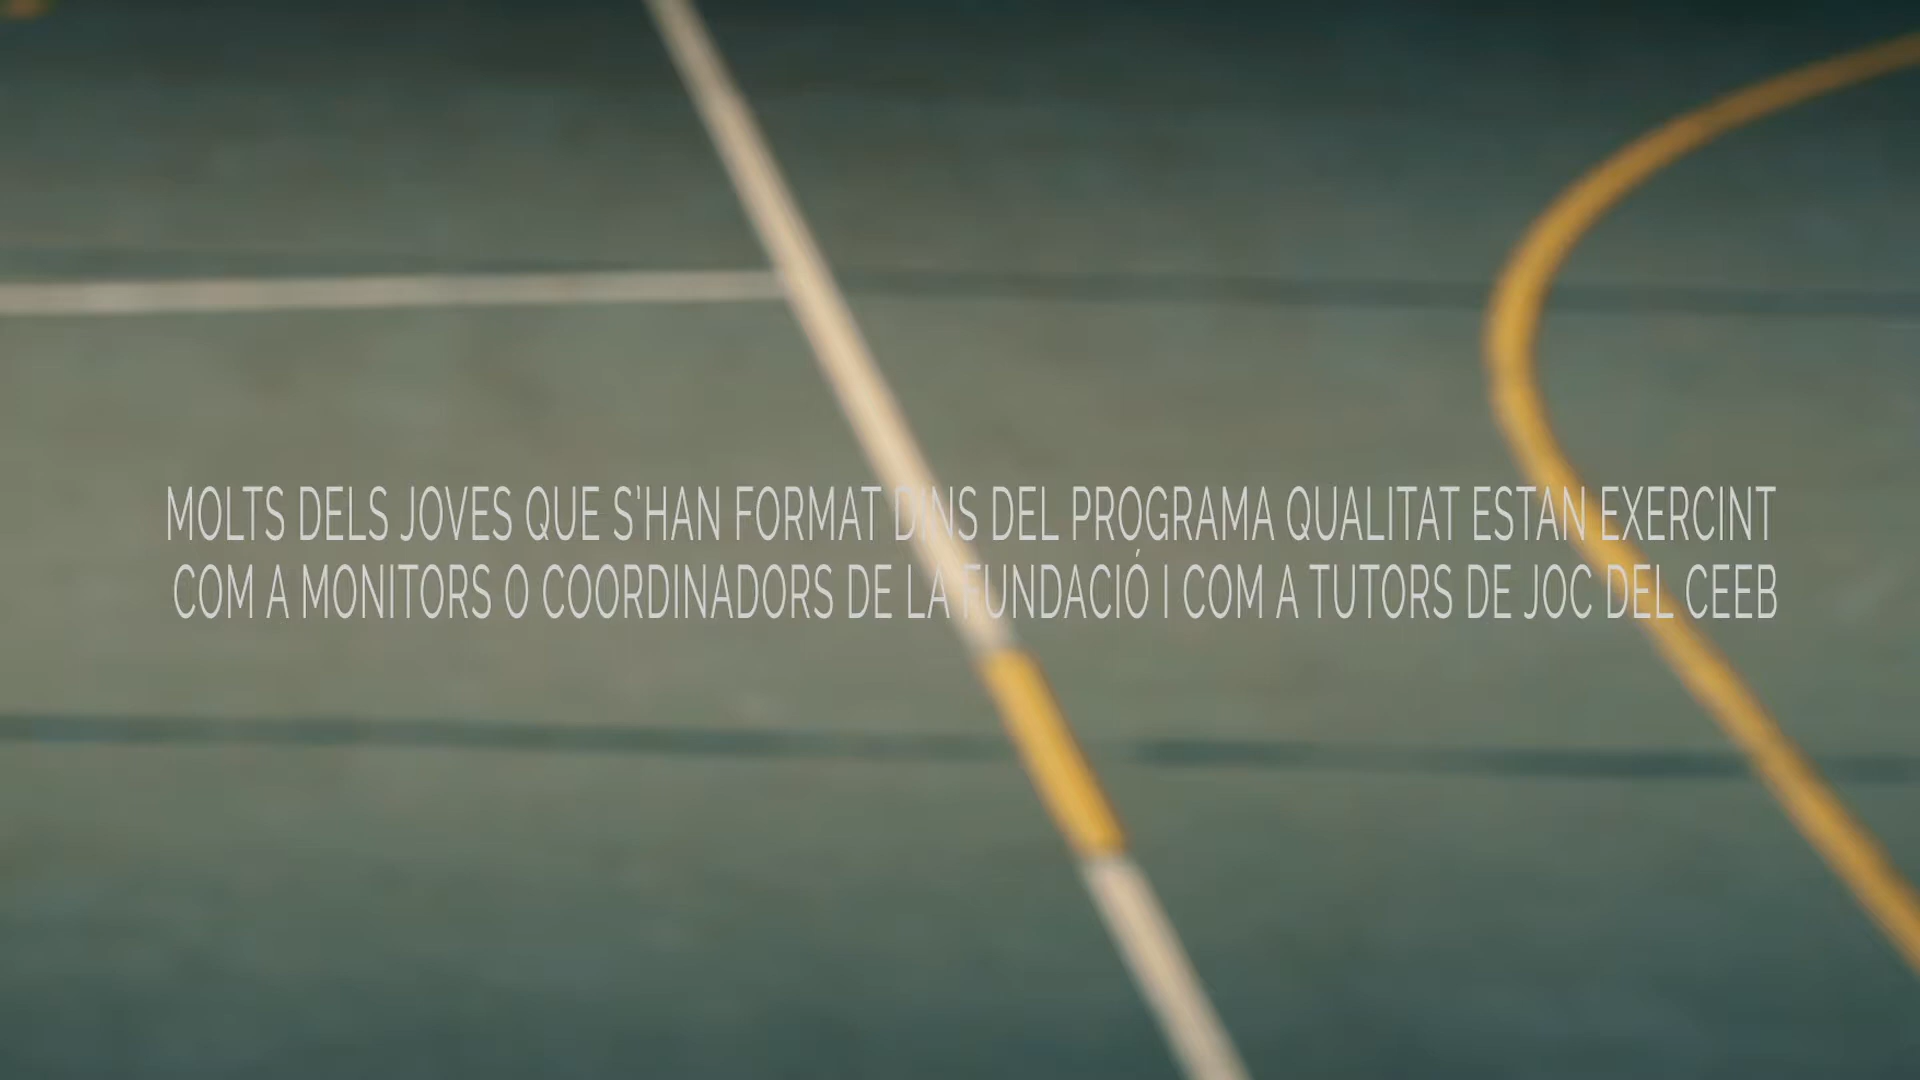 MOLTS DELS JOVES QUE S'HAN FORMAT DINS DEL PROGRAMA QUALITAT ESTAN EXERCINT
COM A MONITORS O COORDINADORS DE LA FUNDACIÓ I COM A TUTORS DE JOC DEL CEEB